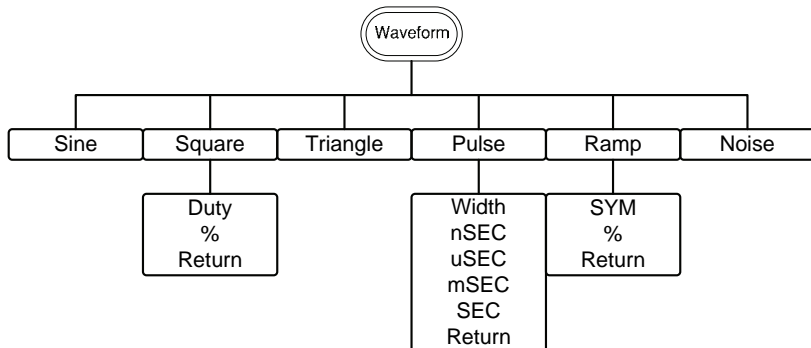 Waveform
Sine
Square
Triangle
Pulse
Ramp
Noise
Duty
%
Return
Width
nSEC
uSEC
mSEC
SEC
Return
SYM
%
Return